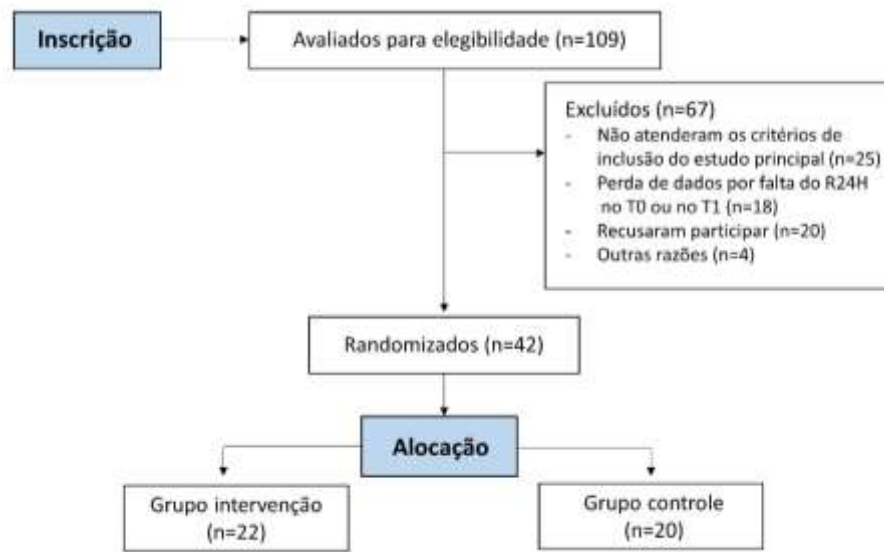 Inscrição
Avaliados para elegibilidade (n=109)
Excluídos (n=67)
- Não atenderam os critérios de
inclusão do estudo principal (n=25)
- Perda de dados por falta do R24H
no T0 ou no T1 (n=18)
- Recusaram participar (n=20)
- Outras razões (n=4)
Randomizados (n=42)
Alocação
Grupo intervenção
(n=22)
Grupo controle
(n=20)